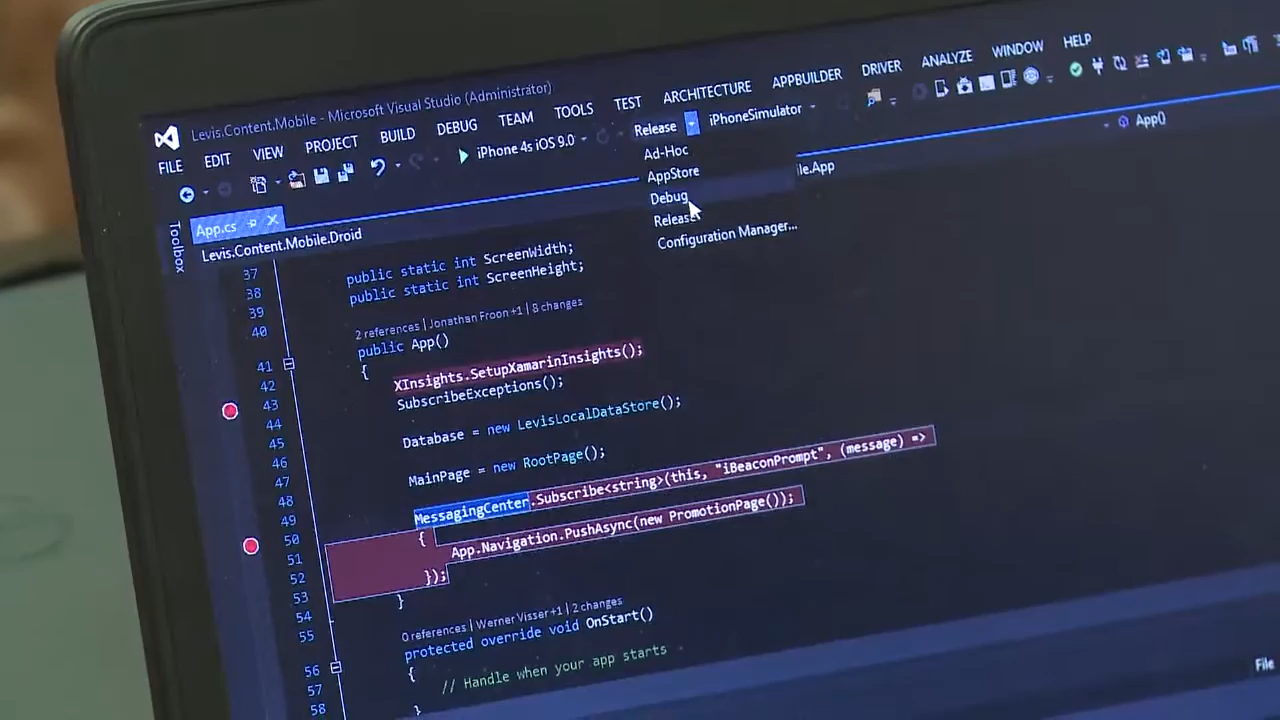 Levis.Content.Mobile - Microsoft Visual Studio (Administrator)
FILE EDIT VIEW PROJECT BUILD DEBUG TEAM TOOLS TEST ARCHITECTURE APPBUILDER DRIVER ANALYZE WINDOW HELP
iPhone 4s iOS 9.0 Release iPhoneSimulator
Ad-Hoc
AppStore
Debug
Release
Configuration Manager...
Toolbox
App.cs
Levis.Content.Mobile.Droid
le.App
App()
37
38 public static int ScreenWidth;
39 public static int ScreenHeight;
40
2 references | Jonathan Froon +1 | 8 changes
41 public App()
42 {
43 XInsights.SetupXamarinInsights();
44 SubscribeExceptions();
45
46 Database = new LevisLocalDataStore();
47
48 MainPage = new RootPage();
49
50 MessagingCenter.Subscribe<string>(this, "iBeaconPrompt", (message) =>
51 {
52 App.Navigation.PushAsync(new PromotionPage());
53 });
54 }
55
0 references | Werner Visser +1 | 2 changes
56 protected override void OnStart()
57 {
58 // Handle when your app starts
}
File